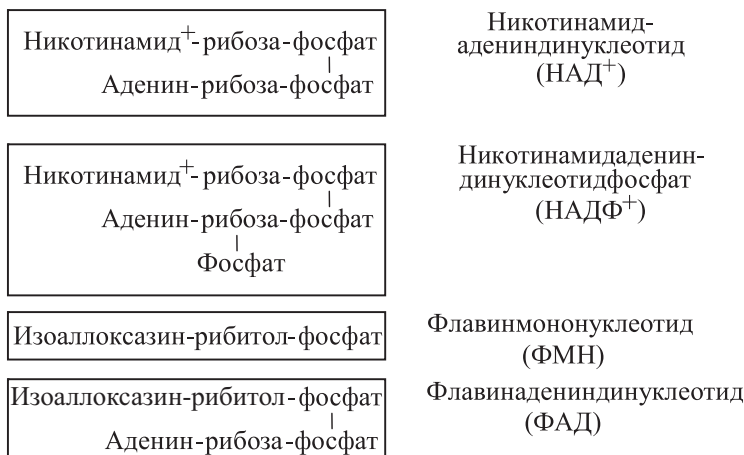 Никотинамид⁺-рибоза-фосфат
Аденин-рибоза-фосфат
Никотинамид-
адениндинуклеотид
(НАД⁺)
Никотинамид⁺-рибоза-фосфат
Аденин-рибоза-фосфат
Фосфат
Никотинамидаденин-
динуклеотидфосфат
(НАДФ⁺)
Изоаллоксазин-рибитол-фосфат
Флавинмононуклеотид
(ФМН)
Изоаллоксазин-рибитол-фосфат
Аденин-рибоза-фосфат
Флавинадениндинуклеотид
(ФАД)